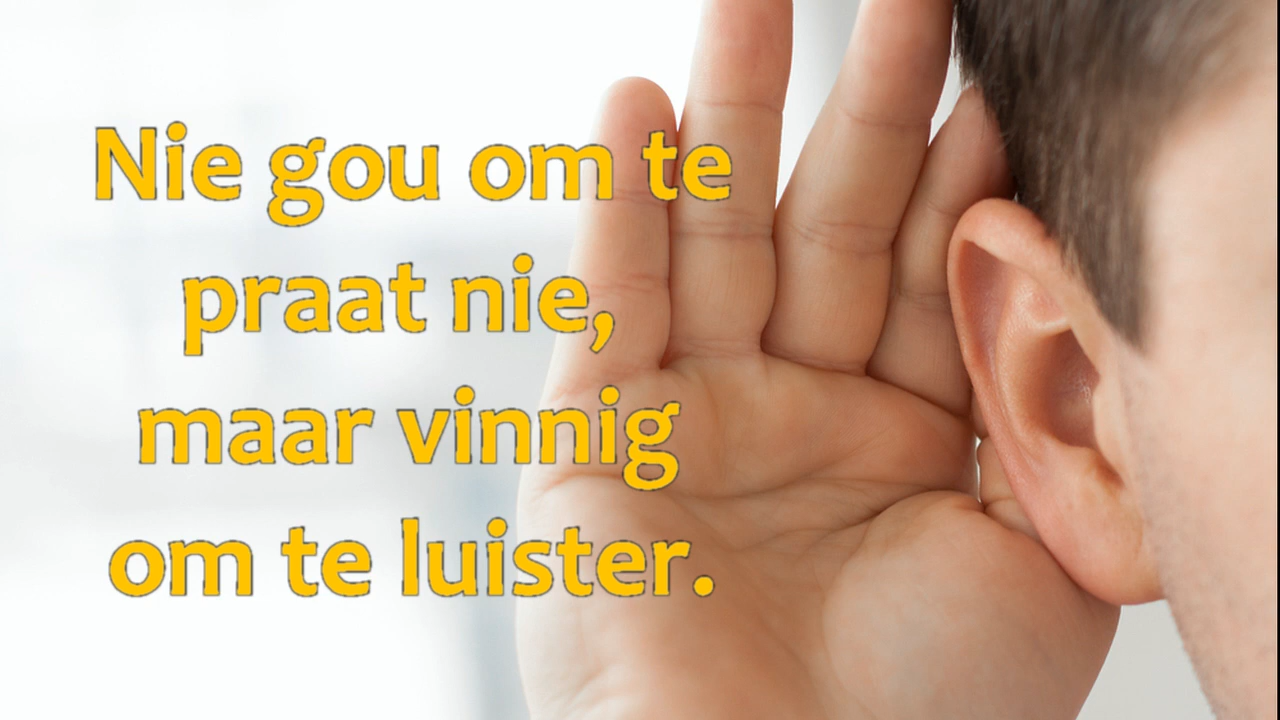 Nie gou om te
praat nie,
maar vinnig
om te luister.